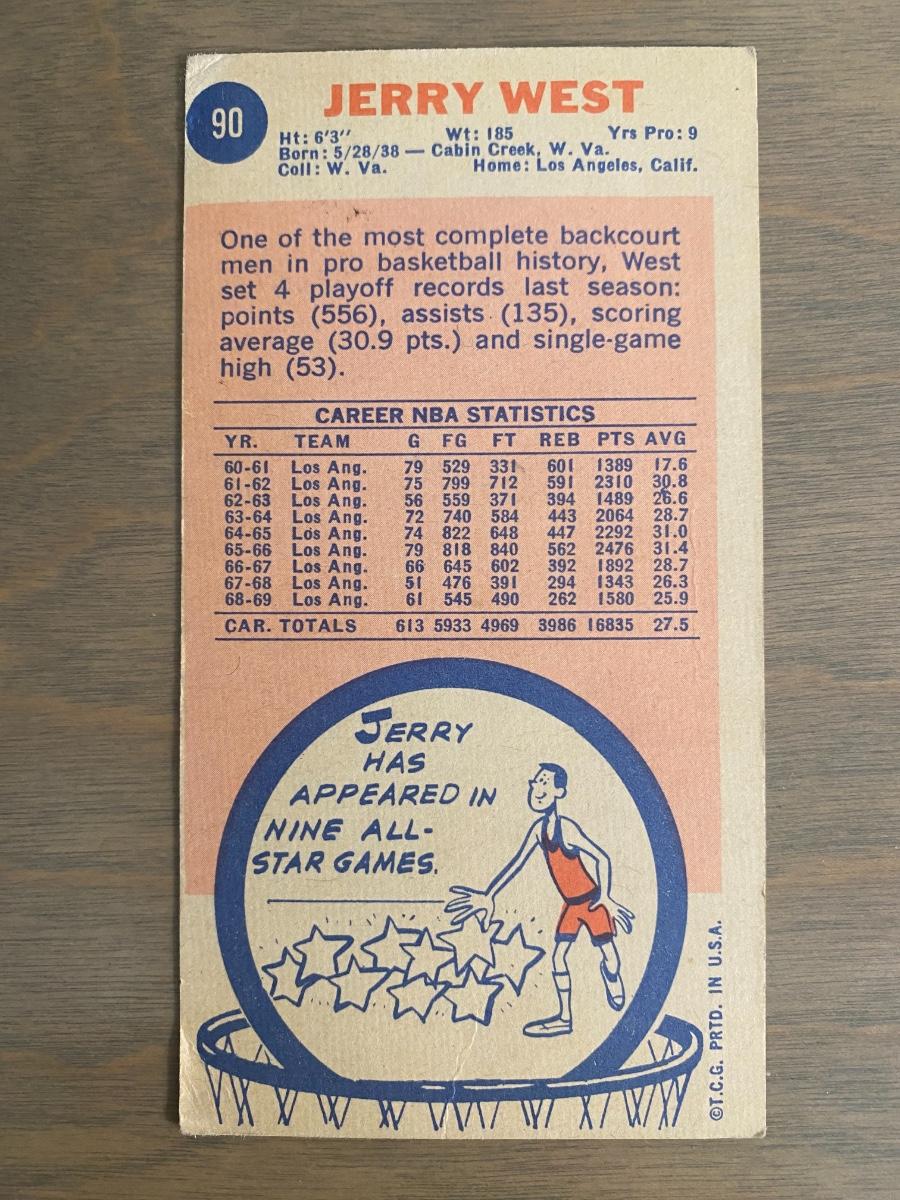 90
JERRY WEST
Ht: 6'3" Wt: 185 Yrs Pro: 9
Born: 5/28/38 — Cabin Creek, W. Va.
Coll: W. Va. Home: Los Angeles, Calif.
One of the most complete backcourt
men in pro basketball history, West
set 4 playoff records last season:
points (556), assists (135), scoring
average (30.9 pts.) and single-game
high (53).
CAREER NBA STATISTICS
YR. TEAM G FG FT REB PTS AVG
60-61 Los Ang. 79 529 331 601 1389 17.6
61-62 Los Ang. 75 799 712 591 2310 30.8
62-63 Los Ang. 56 559 371 394 1489 26.6
63-64 Los Ang. 72 740 584 443 2064 28.7
64-65 Los Ang. 74 822 648 447 2292 31.0
65-66 Los Ang. 79 818 840 562 2476 31.4
66-67 Los Ang. 66 645 602 392 1892 28.7
67-68 Los Ang. 51 476 391 294 1343 26.3
68-69 Los Ang. 61 545 490 262 1580 25.9
CAR. TOTALS 613 5933 4969 3986 16835 27.5
JERRY
HAS
APPEARED IN
NINE ALL-
STAR GAMES.
©T.C.G. PRTD. IN U.S.A.